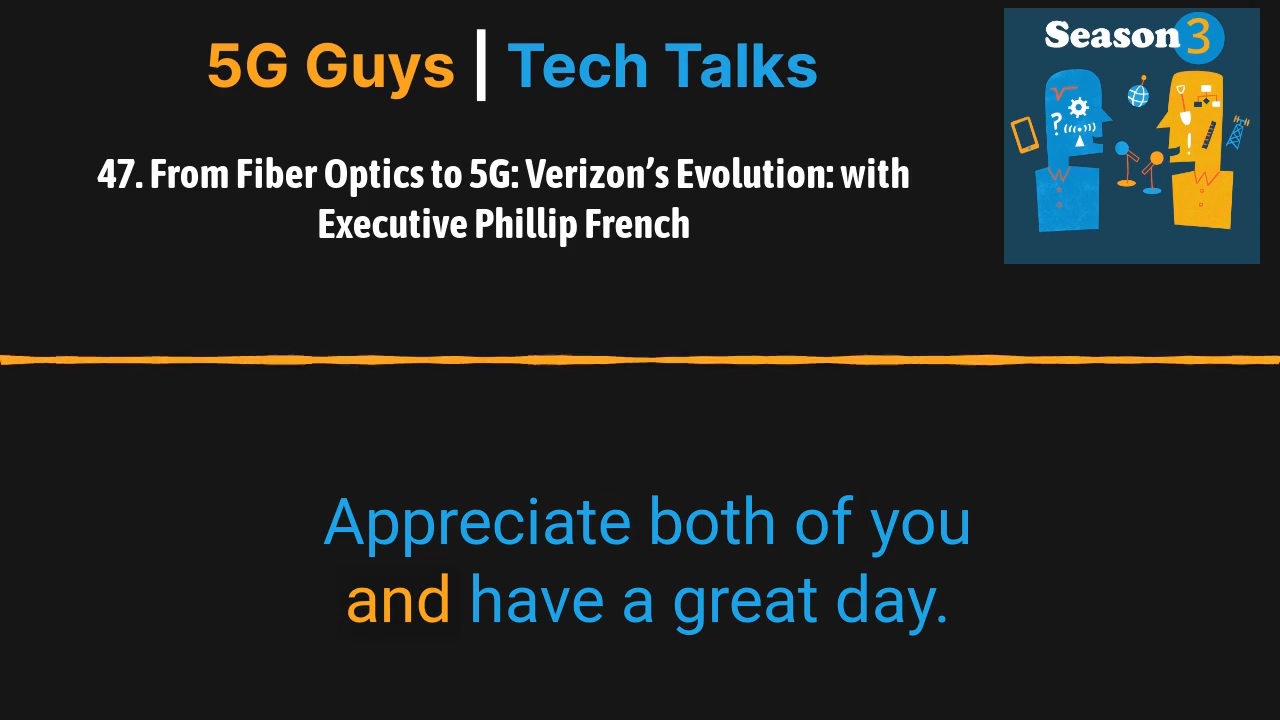 5G Guys | Tech Talks
Season 3
47. From Fiber Optics to 5G: Verizon’s Evolution: with
Executive Phillip French
Appreciate both of you
and have a great day.